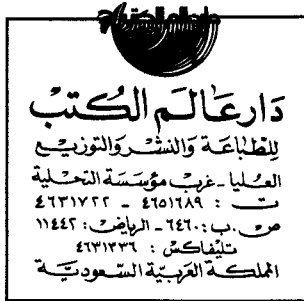 دار عالم الكتب
للطباعة والنشر والتوزيع
العليا - غرب مؤسسة التحلية
ت : ٤٦٥١٦٨٩ - ٤٦٣١٧٢٢
ص.ب: ٦٤٦٠ - الرياض: ١١٤٤٢
تليفاكس : ٤٦٣١٣٣٦
المملكة العربية السعودية